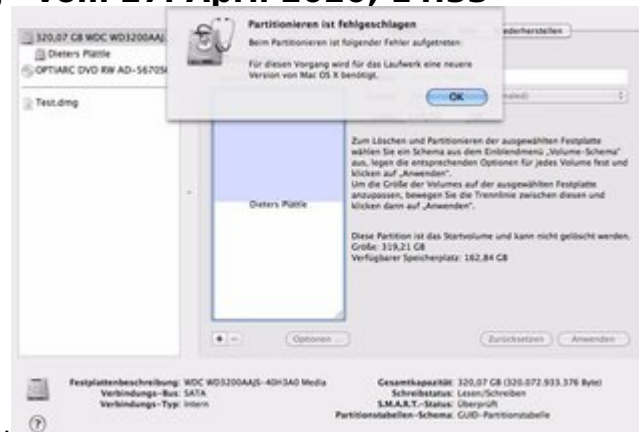 vom 27. April 2010, 14:33
Partitionieren ist fehlgeschlagen
Beim Partitionieren ist folgender Fehler aufgetreten:
Für diesen Vorgang wird für das Laufwerk eine neuere
Version von Mac OS X benötigt.
OK
320,07 GB WDC WD3200AAJ
Dieters Plättle
OPTIARC DVD RW AD-5670S
Test.dmg
Wiederherstellen
Dieters Plättle
Zum Löschen und Partitionieren der ausgewählten Festplatte
wählen Sie ein Schema aus dem Einblendmenü „Volume-Schema“
aus, legen die entsprechenden Optionen für jedes Volume fest und
klicken auf „Anwenden“.
Um die Größe der Volumes auf der ausgewählten Festplatte
anzupassen, bewegen Sie die Trennlinie zwischen diesen und
klicken dann auf „Anwenden“.
Diese Partition ist das Startvolume und kann nicht gelöscht werden.
Größe: 319,21 GB
Verfügbarer Speicherplatz: 162,84 GB
+ -
Optionen ...
Zurücksetzen
Anwenden
Festplattenbeschreibung: WDC WD3200AAJS-40H3A0 Media
Verbindungs-Bus: SATA
Verbindungs-Typ: Intern
Gesamtkapazität: 320,07 GB (320.072.933.376 Byte)
Schreibstatus: Lesen/Schreiben
S.M.A.R.T.-Status: Überprüft
Partitionstabellen-Schema: GUID-Partitionstabelle
?